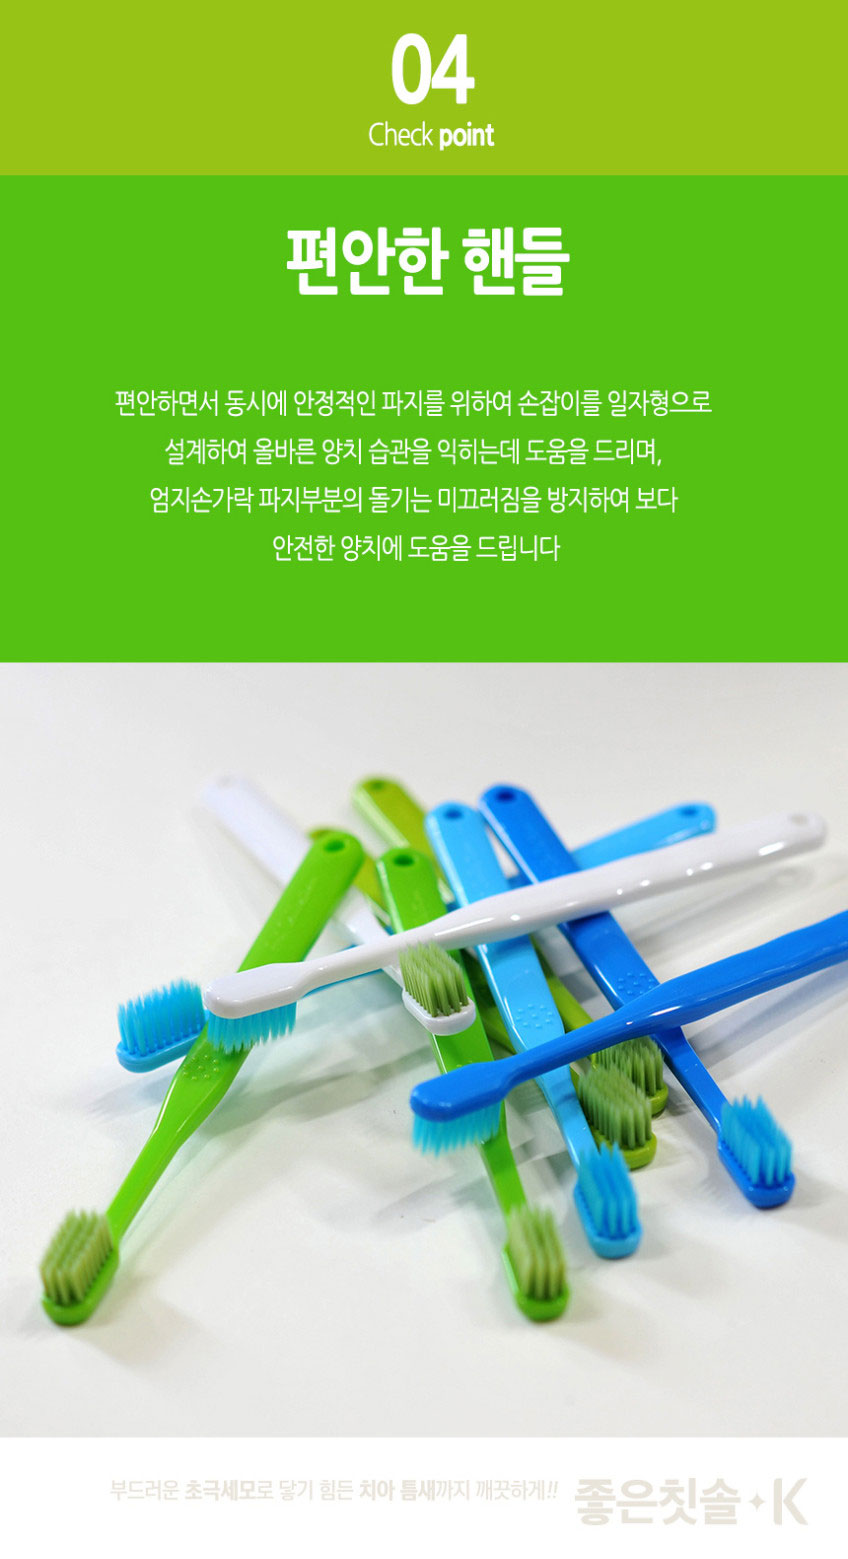 04
Check point
편안한 핸들
편안하면서 동시에 안정적인 파지를 위하여 손잡이를 일자형으로
설계하여 올바른 양치 습관을 익히는데 도움을 드리며,
엄지손가락 파지부분의 돌기는 미끄러짐을 방지하여 보다
안전한 양치에 도움을 드립니다
부드러운 초극세모로 닿기 힘든 치아 틈새까지 깨끗하게!! 좋은칫솔✦K